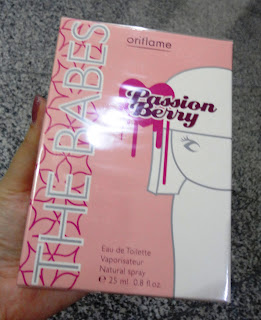 oriflame
Passion
Berry
THE BABES
Eau de Toilette
Vaporisateur
Natural spray
℮ 25 ml. 0.8 fl.oz.